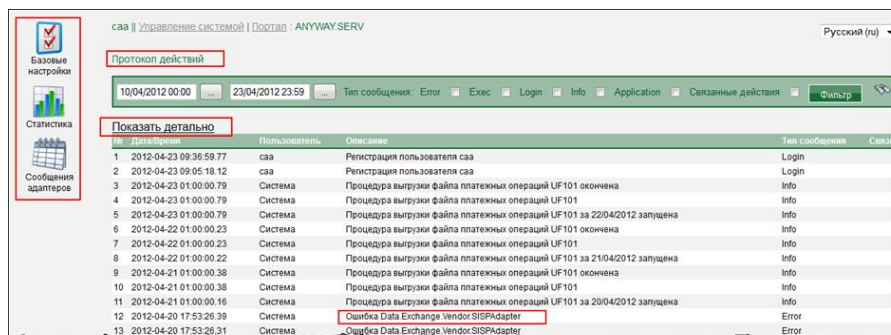 саа || Управление системой | Портал : ANYWAY.SERV
Русский (ru)
Базовые настройки
Статистика
Сообщения адаптеров
Протокол действий
10/04/2012 00:00 ... 23/04/2012 23:59 ... Тип сообщения: Error Exec Login Info Application Связанные действия Фильтр
Показать детально
№ Дата/Время Пользователь Описание Тип сообщения
1 2012-04-23 09:36:59.77 саа Регистрация пользователя саа Login
2 2012-04-23 09:05:18.12 саа Регистрация пользователя саа Login
3 2012-04-23 01:00:00.79 Система Процедура выгрузки файла платежных операций UF101 окончена Info
4 2012-04-23 01:00:00.79 Система Процедура выгрузки файла платежных операций UF101 Info
5 2012-04-23 01:00:00.79 Система Процедура выгрузки файла платежных операций UF101 за 22/04/2012 запущена Info
6 2012-04-22 01:00:00.23 Система Процедура выгрузки файла платежных операций UF101 окончена Info
7 2012-04-22 01:00:00.23 Система Процедура выгрузки файла платежных операций UF101 Info
8 2012-04-22 01:00:00.22 Система Процедура выгрузки файла платежных операций UF101 за 21/04/2012 запущена Info
9 2012-04-21 01:00:00.38 Система Процедура выгрузки файла платежных операций UF101 окончена Info
10 2012-04-21 01:00:00.38 Система Процедура выгрузки файла платежных операций UF101 Info
11 2012-04-21 01:00:00.16 Система Процедура выгрузки файла платежных операций UF101 за 20/04/2012 запущена Info
12 2012-04-20 17:53:26.39 Система Ошибка Data.Exchange.Vendor.SISPAdapter Error
13 2012-04-20 17:53:26.31 Система Ошибка Data.Exchange.Vendor.SISPAdapter Error